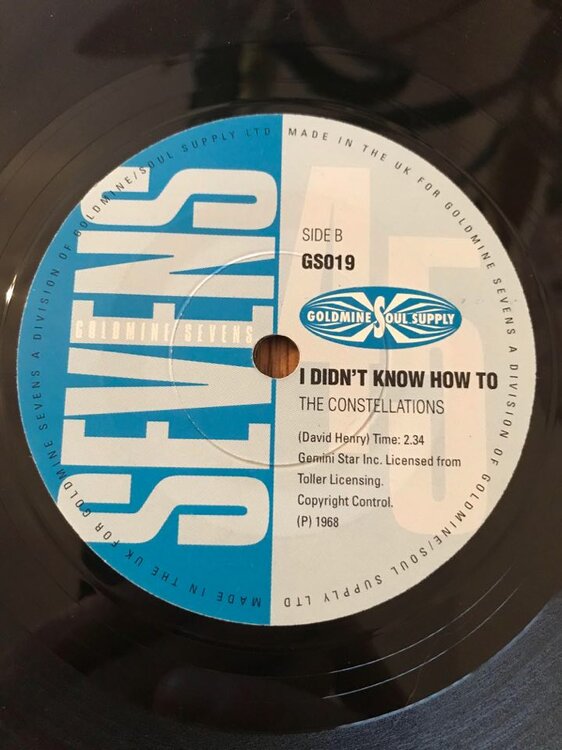 MADE IN THE UK FOR GOLDMINE SEVENS A DIVISION OF GOLDMINE/SOUL SUPPLY LTD
MADE IN THE UK FOR GOLDMINE SEVENS A DIVISION OF GOLDMINE/SOUL SUPPLY LTD
SEVENS
GOLDMINE SEVENS
45
SIDE B
GS019
GOLDMINE SOUL SUPPLY
I DIDN'T KNOW HOW TO
THE CONSTELLATIONS
(David Henry) Time: 2.34
Gemini Star Inc. Licensed from
Toller Licensing.
Copyright Control.
(P) 1968